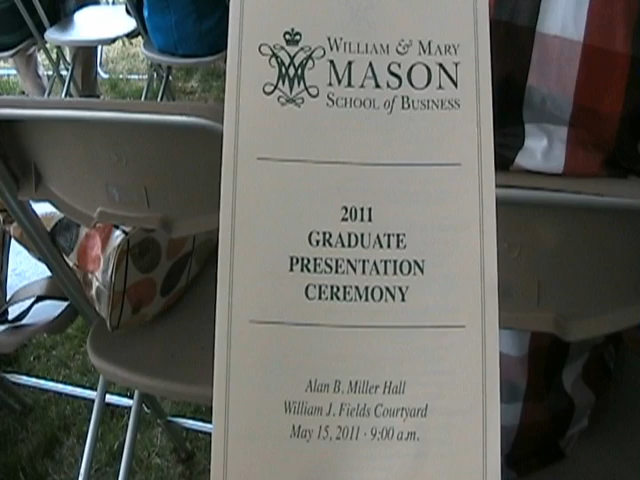 WILLIAM & MARY
MASON
SCHOOL of BUSINESS
2011
GRADUATE
PRESENTATION
CEREMONY
Alan B. Miller Hall
William J. Fields Courtyard
May 15, 2011 · 9:00 a.m.